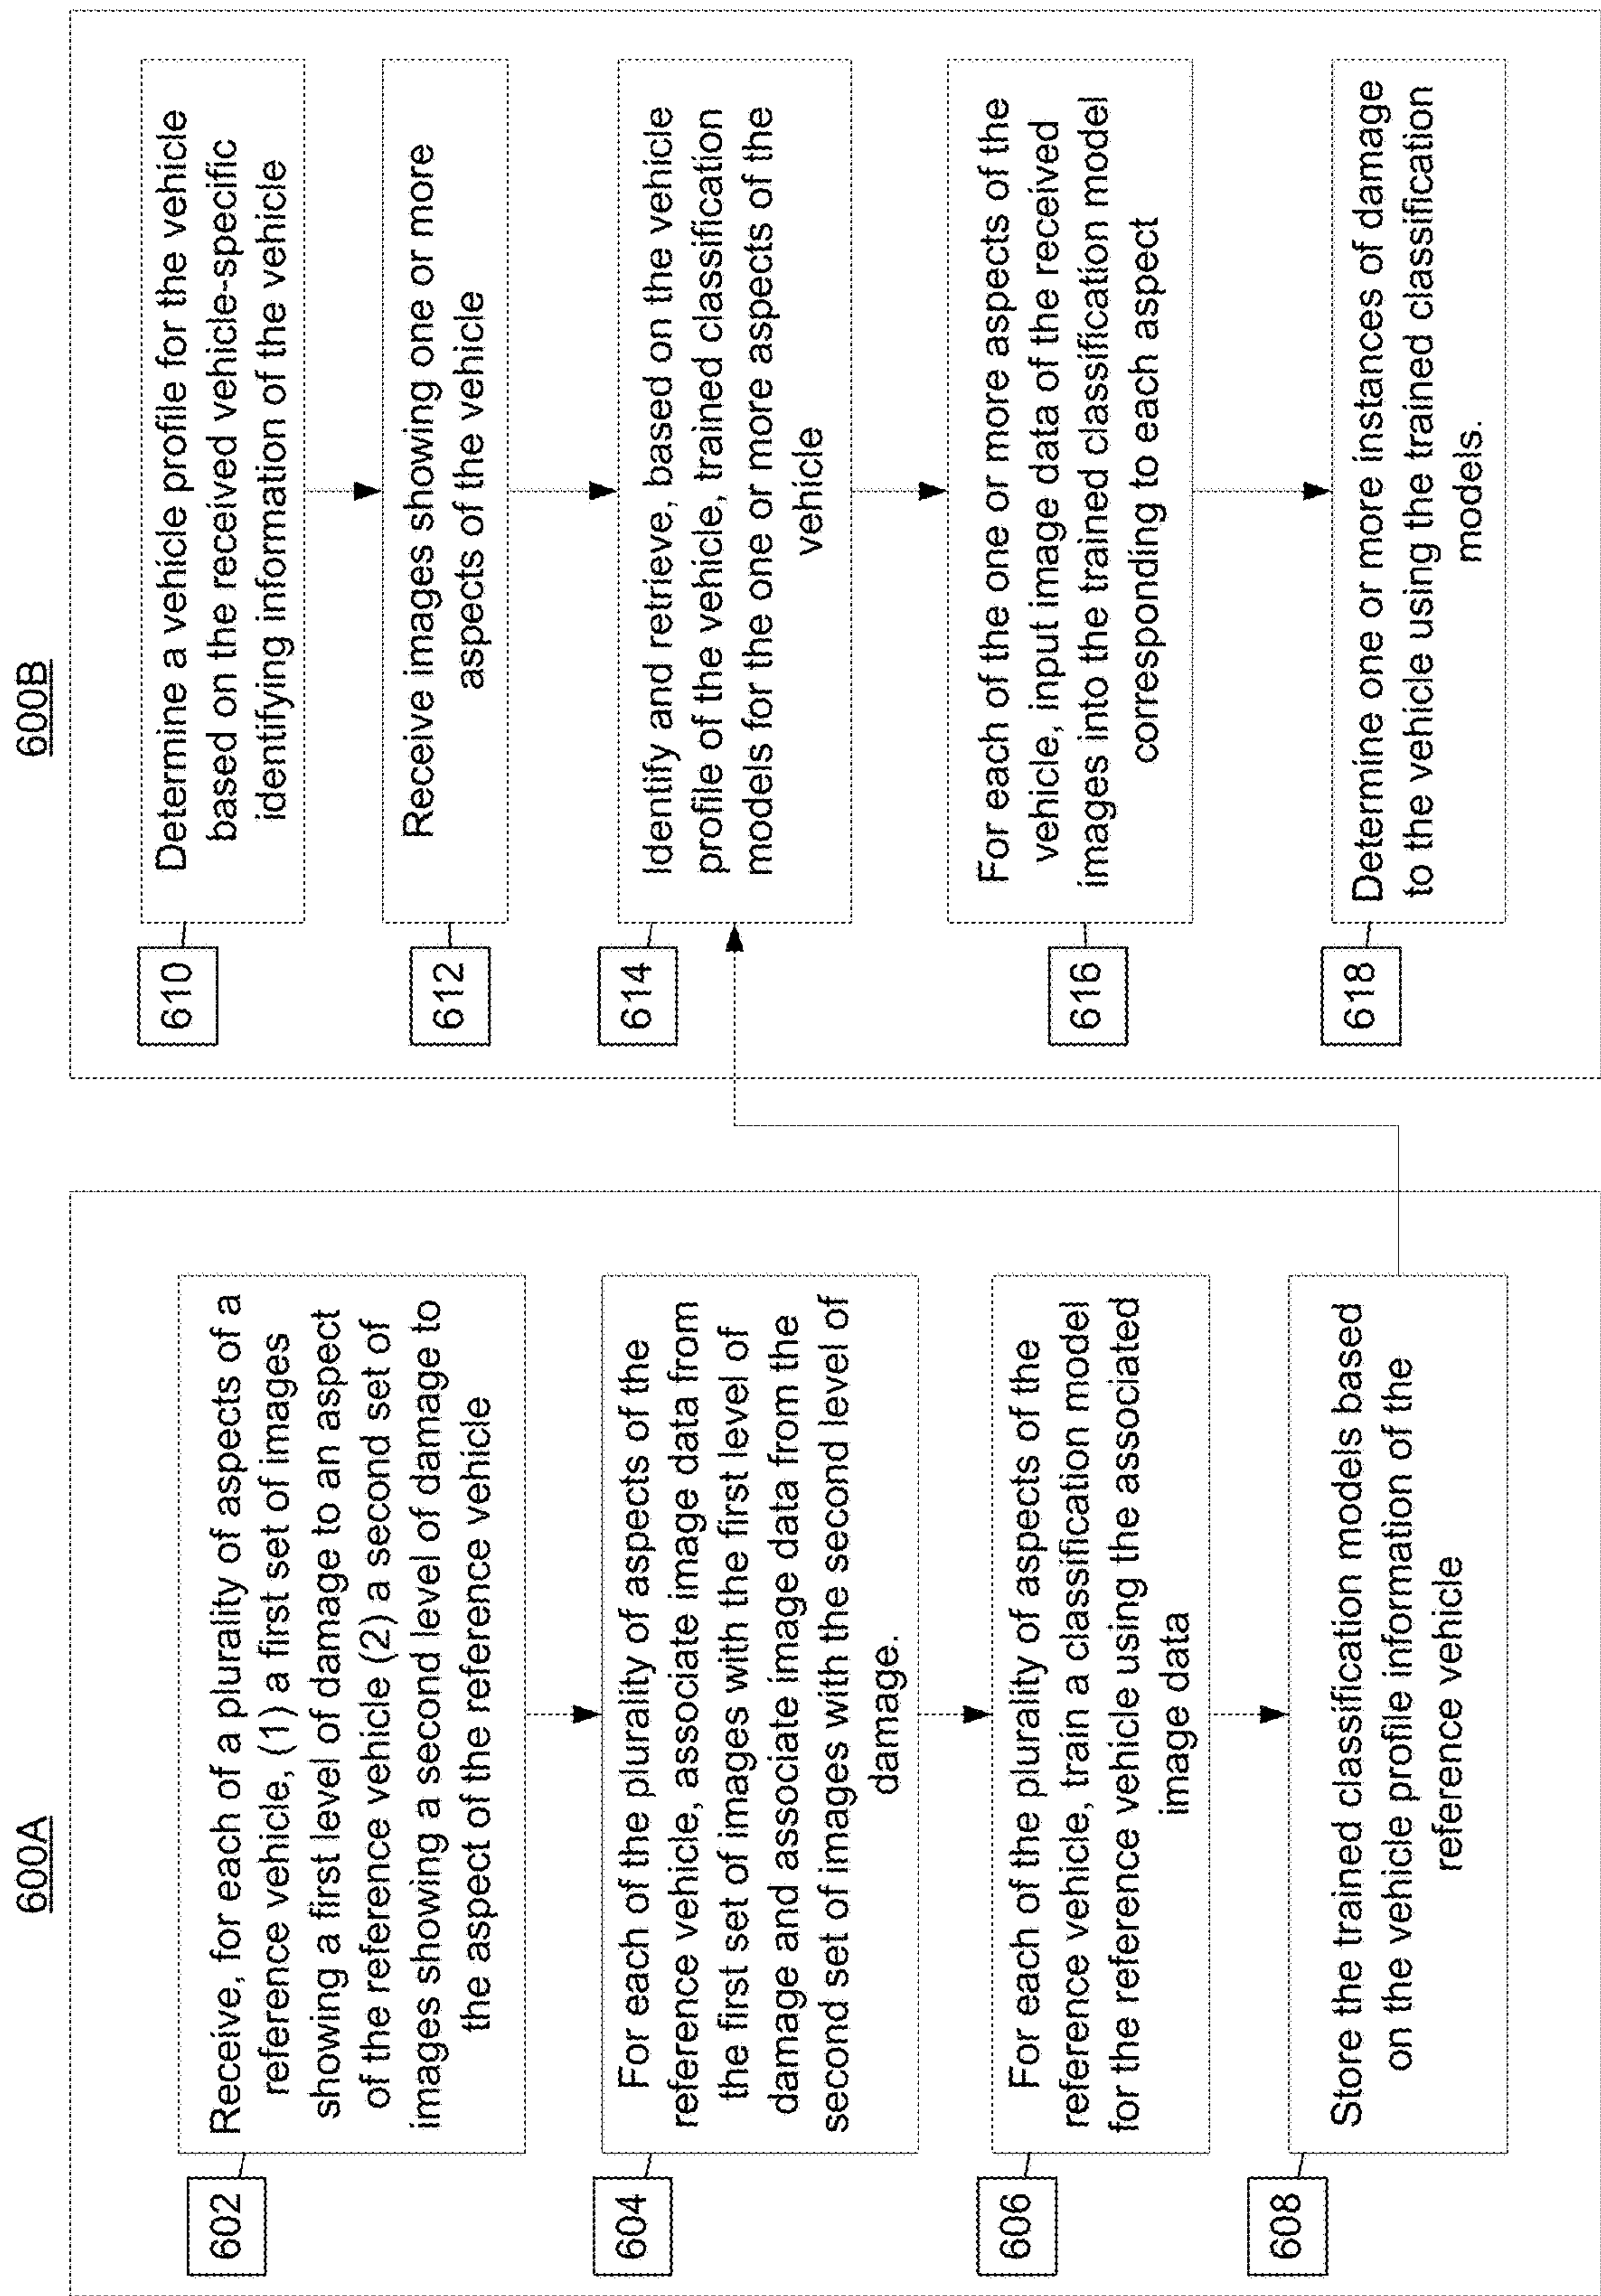 600A
602
Receive, for each of a plurality of aspects of a
reference vehicle, (1) a first set of images
showing a first level of damage to an aspect
of the reference vehicle (2) a second set of
images showing a second level of damage to
the aspect of the reference vehicle
604
For each of the plurality of aspects of the
reference vehicle, associate image data from
the first set of images with the first level of
damage and associate image data from the
second set of images with the second level of
damage.
606
For each of the plurality of aspects of the
reference vehicle, train a classification model
for the reference vehicle using the associated
image data
608
Store the trained classification models based
on the vehicle profile information of the
reference vehicle
600B
610
Determine a vehicle profile for the vehicle
based on the received vehicle-specific
identifying information of the vehicle
612
Receive images showing one or more
aspects of the vehicle
614
Identify and retrieve, based on the vehicle
profile of the vehicle, trained classification
models for the one or more aspects of the
vehicle
616
For each of the one or more aspects of the
vehicle, input image data of the received
images into the trained classification model
corresponding to each aspect
618
Determine one or more instances of damage
to the vehicle using the trained classification
models.